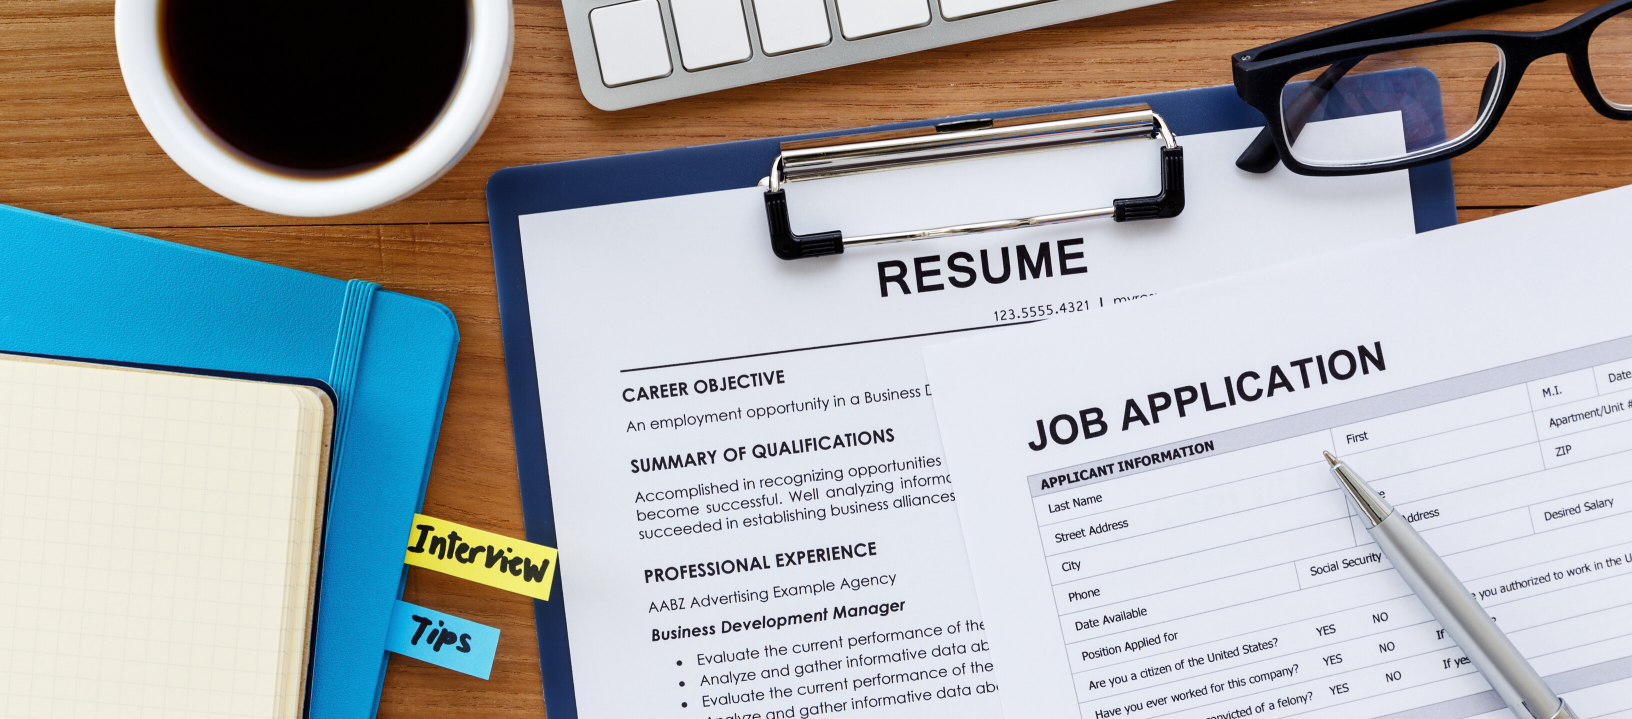 RESUME
123.5555.4321 |
CAREER OBJECTIVE
An employment opportunity in a Business
SUMMARY OF QUALIFICATIONS
Accomplished in recognizing opportunities
become successful. Well analyzing
succeeded in establishing business alliances
PROFESSIONAL EXPERIENCE
AABZ Advertising Example Agency
Business Development Manager
• Evaluate the current performance of the
• Analyze and gather informative data
• Evaluate the current performance of the
• Analyze and gather informative data
JOB APPLICATION
APPLICANT INFORMATION
Last Name First M.I. Date
Street Address Apartment/Unit #
City ZIP
Phone Address
Date Available Social Security Desired Salary
Position Applied for
Are you a citizen of the United States? YES NO you authorized to work in the
Have you ever worked for this company? YES NO If
convicted of a felony? YES NO If yes
Interview
Tips